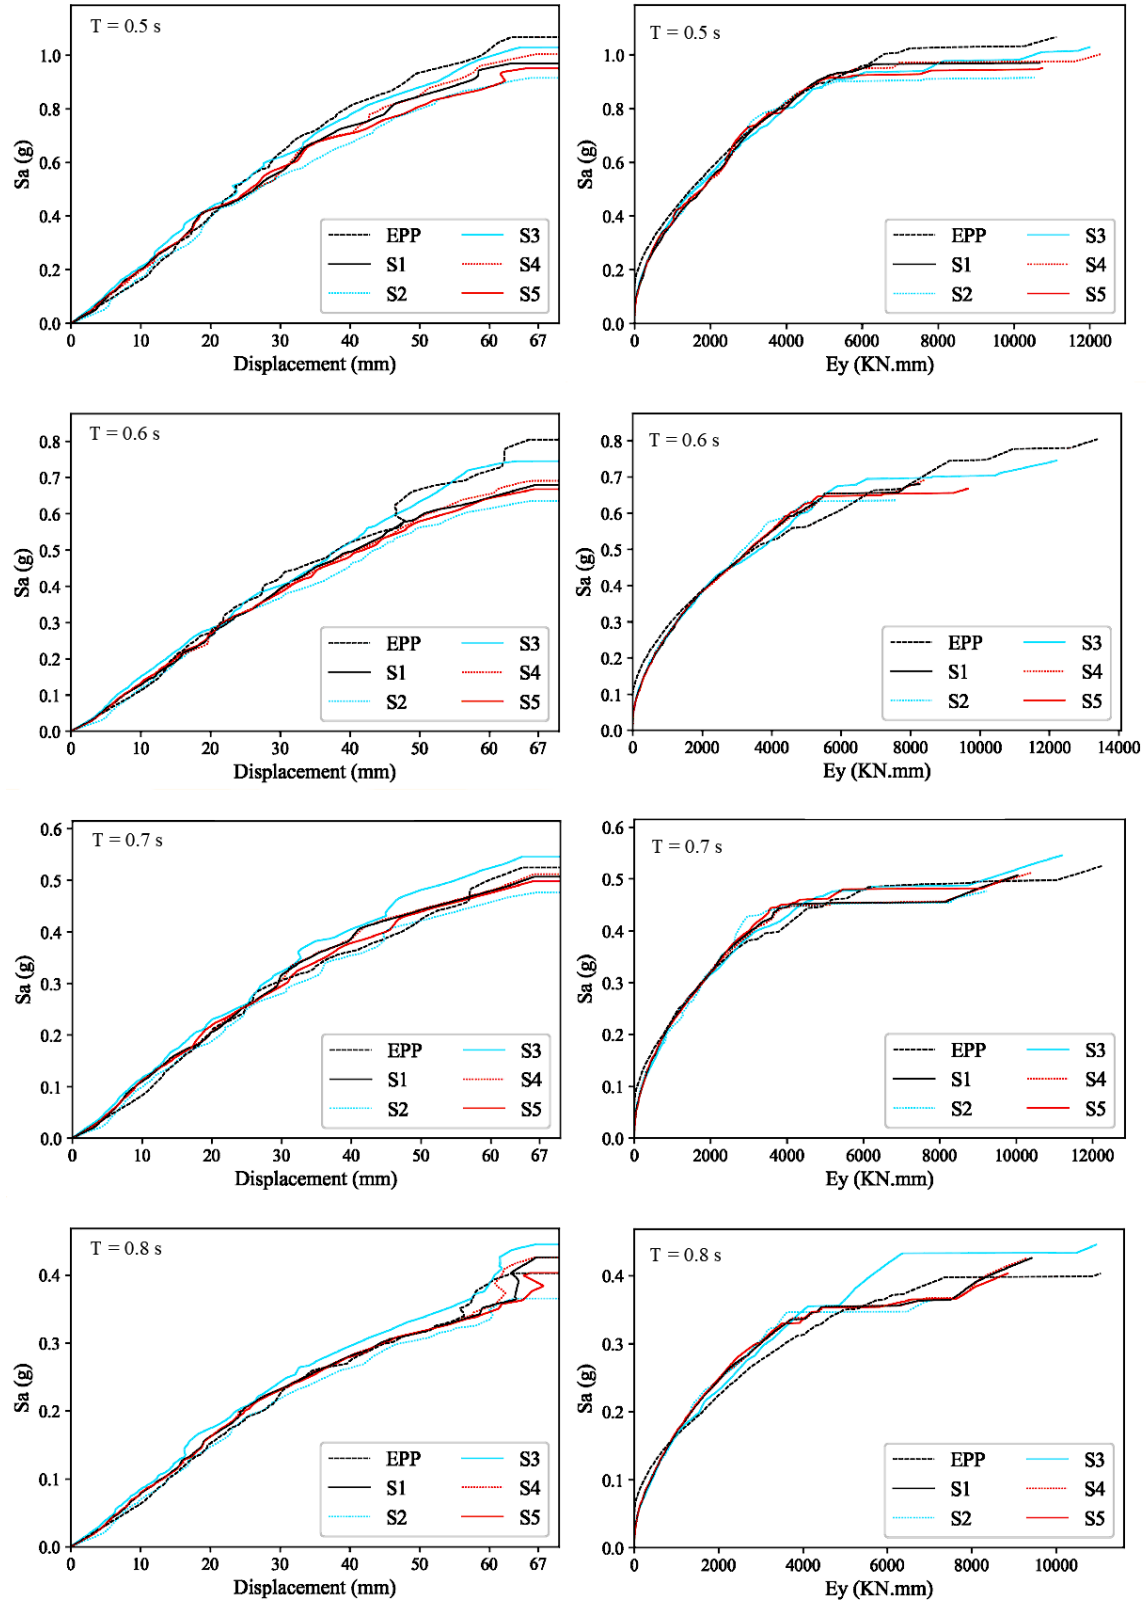 T = 0.5 s
1.0
0.8
0.6
0.4
0.2
0.0
Sa (g)
EPP
S1
S2
S3
S4
S5
0 10 20 30 40 50 60 67
Displacement (mm)
T = 0.5 s
1.0
0.8
0.6
0.4
0.2
0.0
Sa (g)
EPP
S1
S2
S3
S4
S5
0 2000 4000 6000 8000 10000 12000
Ey (KN.mm)
T = 0.6 s
0.8
0.7
0.6
0.5
0.4
0.3
0.2
0.1
0.0
Sa (g)
EPP
S1
S2
S3
S4
S5
0 10 20 30 40 50 60 67
Displacement (mm)
T = 0.6 s
0.8
0.7
0.6
0.5
0.4
0.3
0.2
0.1
0.0
Sa (g)
EPP
S1
S2
S3
S4
S5
0 2000 4000 6000 8000 10000 12000 14000
Ey (KN.mm)
T = 0.7 s
0.6
0.5
0.4
0.3
0.2
0.1
0.0
Sa (g)
EPP
S1
S2
S3
S4
S5
0 10 20 30 40 50 60 67
Displacement (mm)
T = 0.7 s
0.6
0.5
0.4
0.3
0.2
0.1
0.0
Sa (g)
EPP
S1
S2
S3
S4
S5
0 2000 4000 6000 8000 10000 12000
Ey (KN.mm)
T = 0.8 s
0.4
0.3
0.2
0.1
0.0
Sa (g)
EPP
S1
S2
S3
S4
S5
0 10 20 30 40 50 60 67
Displacement (mm)
T = 0.8 s
0.4
0.3
0.2
0.1
0.0
Sa (g)
EPP
S1
S2
S3
S4
S5
0 2000 4000 6000 8000 10000
Ey (KN.mm)